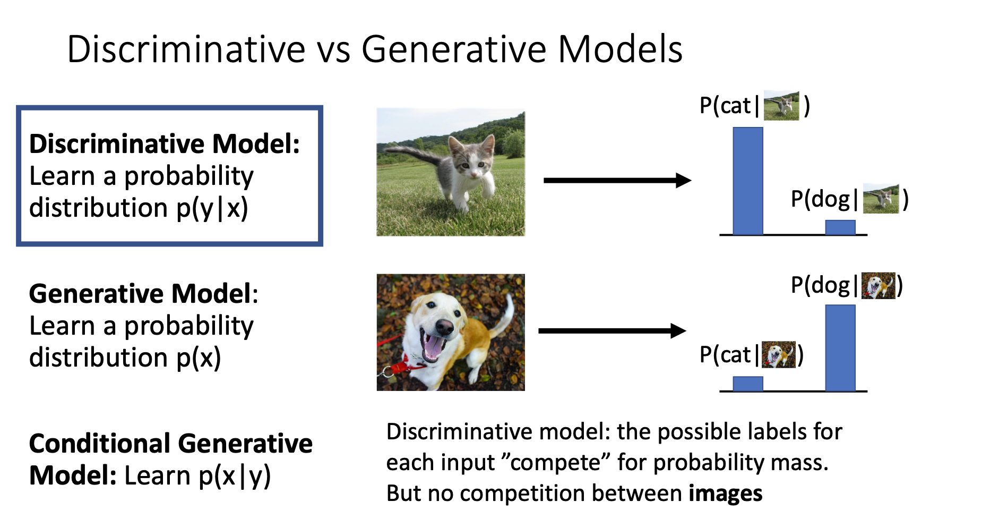 Discriminative vs Generative Models
Discriminative Model:
Learn a probability
distribution p(y|x)
Generative Model:
Learn a probability
distribution p(x)
Conditional Generative
Model: Learn p(x|y)
P(cat| )
P(dog| )
P(dog| )
P(cat| )
Discriminative model: the possible labels for
each input ”compete” for probability mass.
But no competition between images